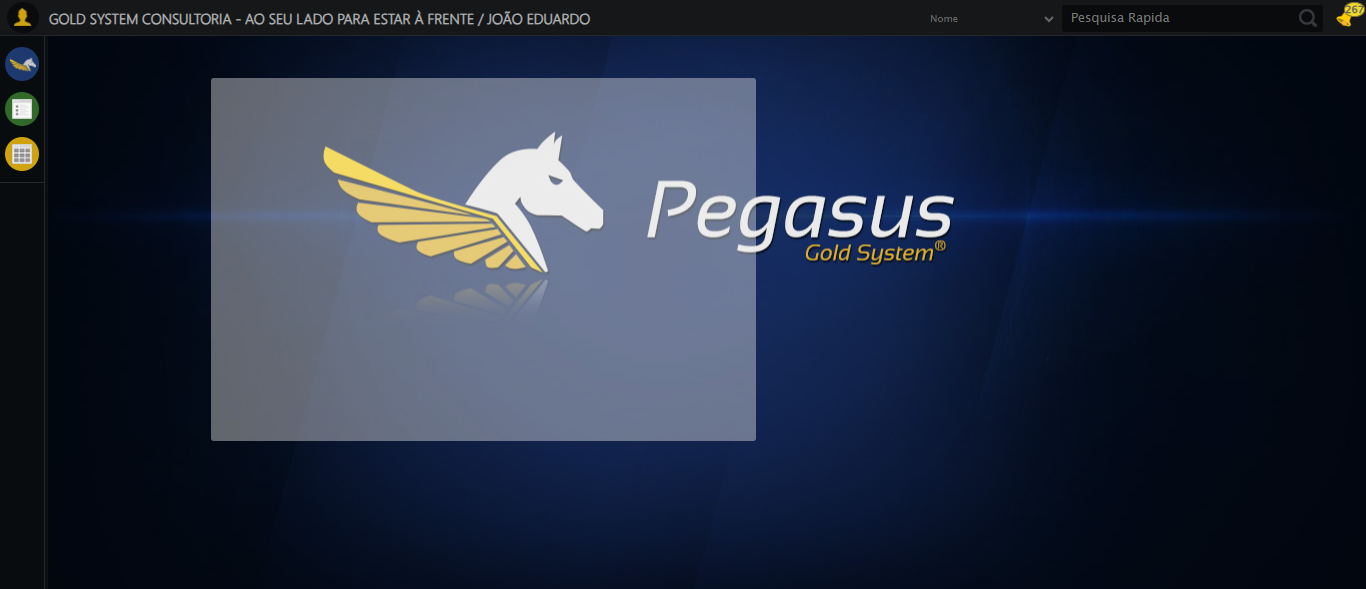 GOLD SYSTEM CONSULTORIA - AO SEU LADO PARA ESTAR À FRENTE / JOÃO EDUARDO
Nome
Pesquisa Rapida
267
Pegasus
Gold System®